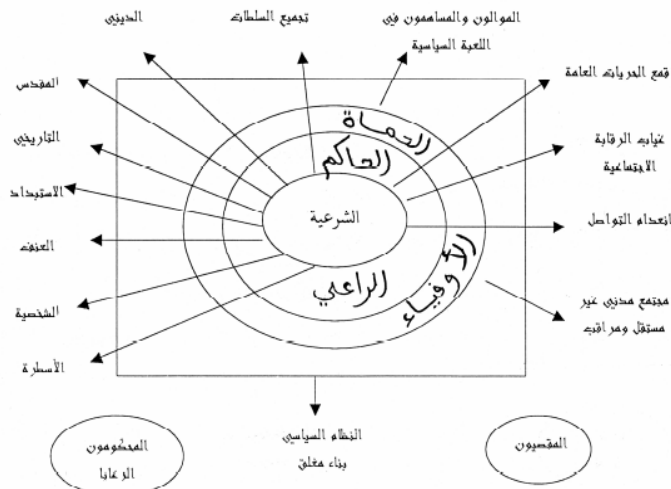 الموالون والمساهمون في
اللعبة السياسية
تجميع السلطات
الديني
قمع الحريات العامة
المقدس
غياب الرقابة
الاجتماعية
التاريخي
انعدام التواصل
الاستبداد
العنف
مجتمع مدني غير
مستقل ومراقب
الشخصية
الأسطرة
الحماة
الحاكم
الشرعية
الراعي
الأوفياء
النظام السياسي
بناء مغلق
المحكومون
الرعايا
المقصيون